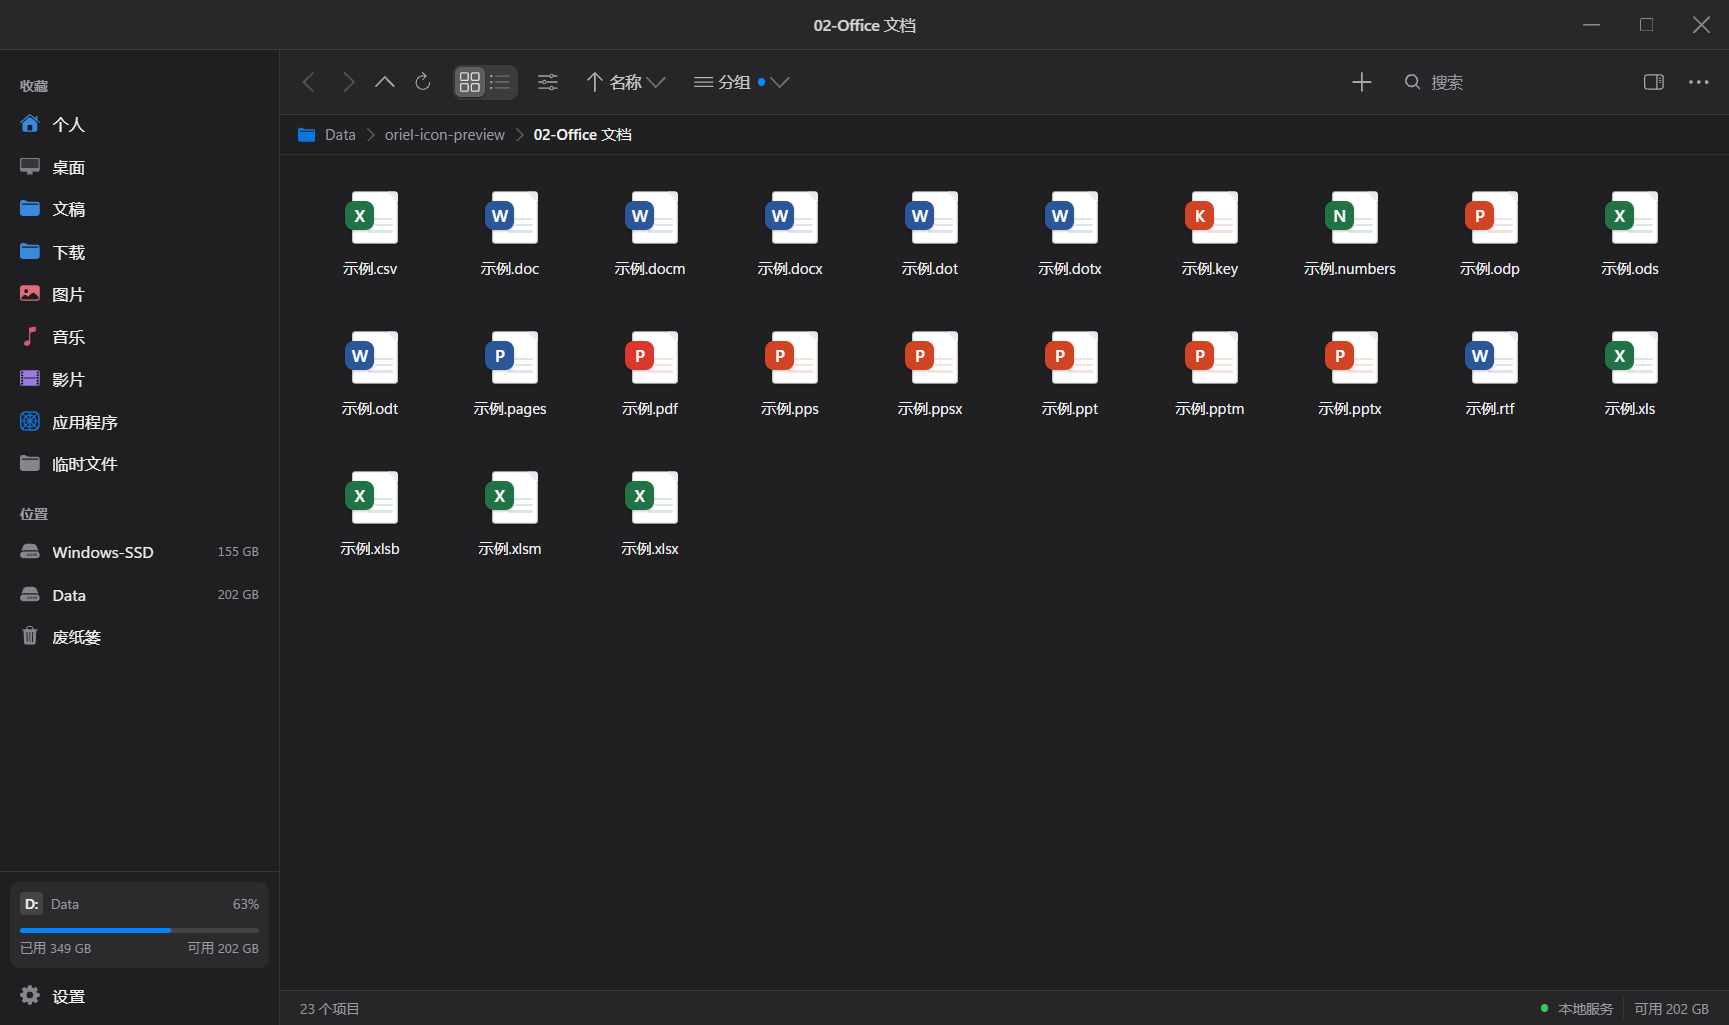 02-Office 文档
收藏
个人
桌面
文稿
下载
图片
音乐
影片
应用程序
临时文件
位置
Windows-SSD 155 GB
Data 202 GB
废纸篓
D: Data 63%
已用 349 GB 可用 202 GB
设置
名称 分组 搜索
Data oriel-icon-preview 02-Office 文档
X W W W W W K N P X
示例.csv 示例.doc 示例.docm 示例.docx 示例.dot 示例.dotx 示例.key 示例.numbers 示例.odp 示例.ods
W P P P P P P P W X
示例.odt 示例.pages 示例.pdf 示例.pps 示例.ppsx 示例.ppt 示例.pptm 示例.pptx 示例.rtf 示例.xls
X X X
示例.xlsb 示例.xlsm 示例.xlsx
23 个项目 本地服务 可用 202 GB